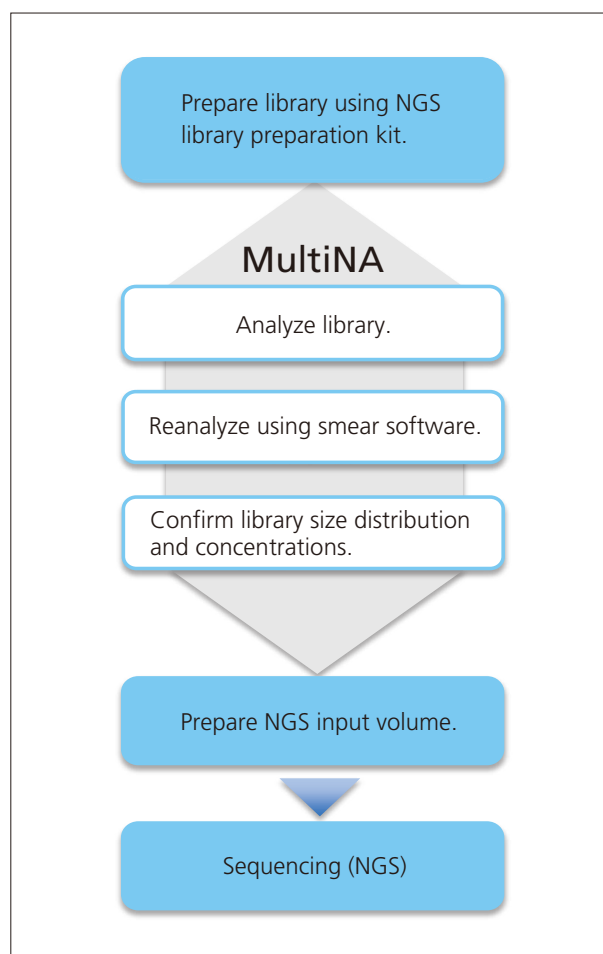 Prepare library using NGS
library preparation kit.
MultiNA
Analyze library.
Reanalyze using smear software.
Confirm library size distribution
and concentrations.
Prepare NGS input volume.
Sequencing (NGS)